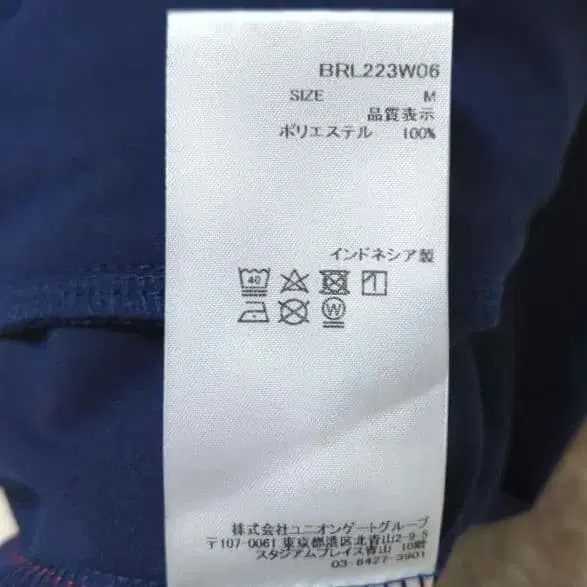 BRL223W06
SIZE M
品質表示
ポリエステル 100%
インドネシア製
40
W
株式会社ユニオンゲートグループ
〒107-0061 東京都港区北青山2-9-5
スタジアムプレイス青山 10階
03-6427-3901